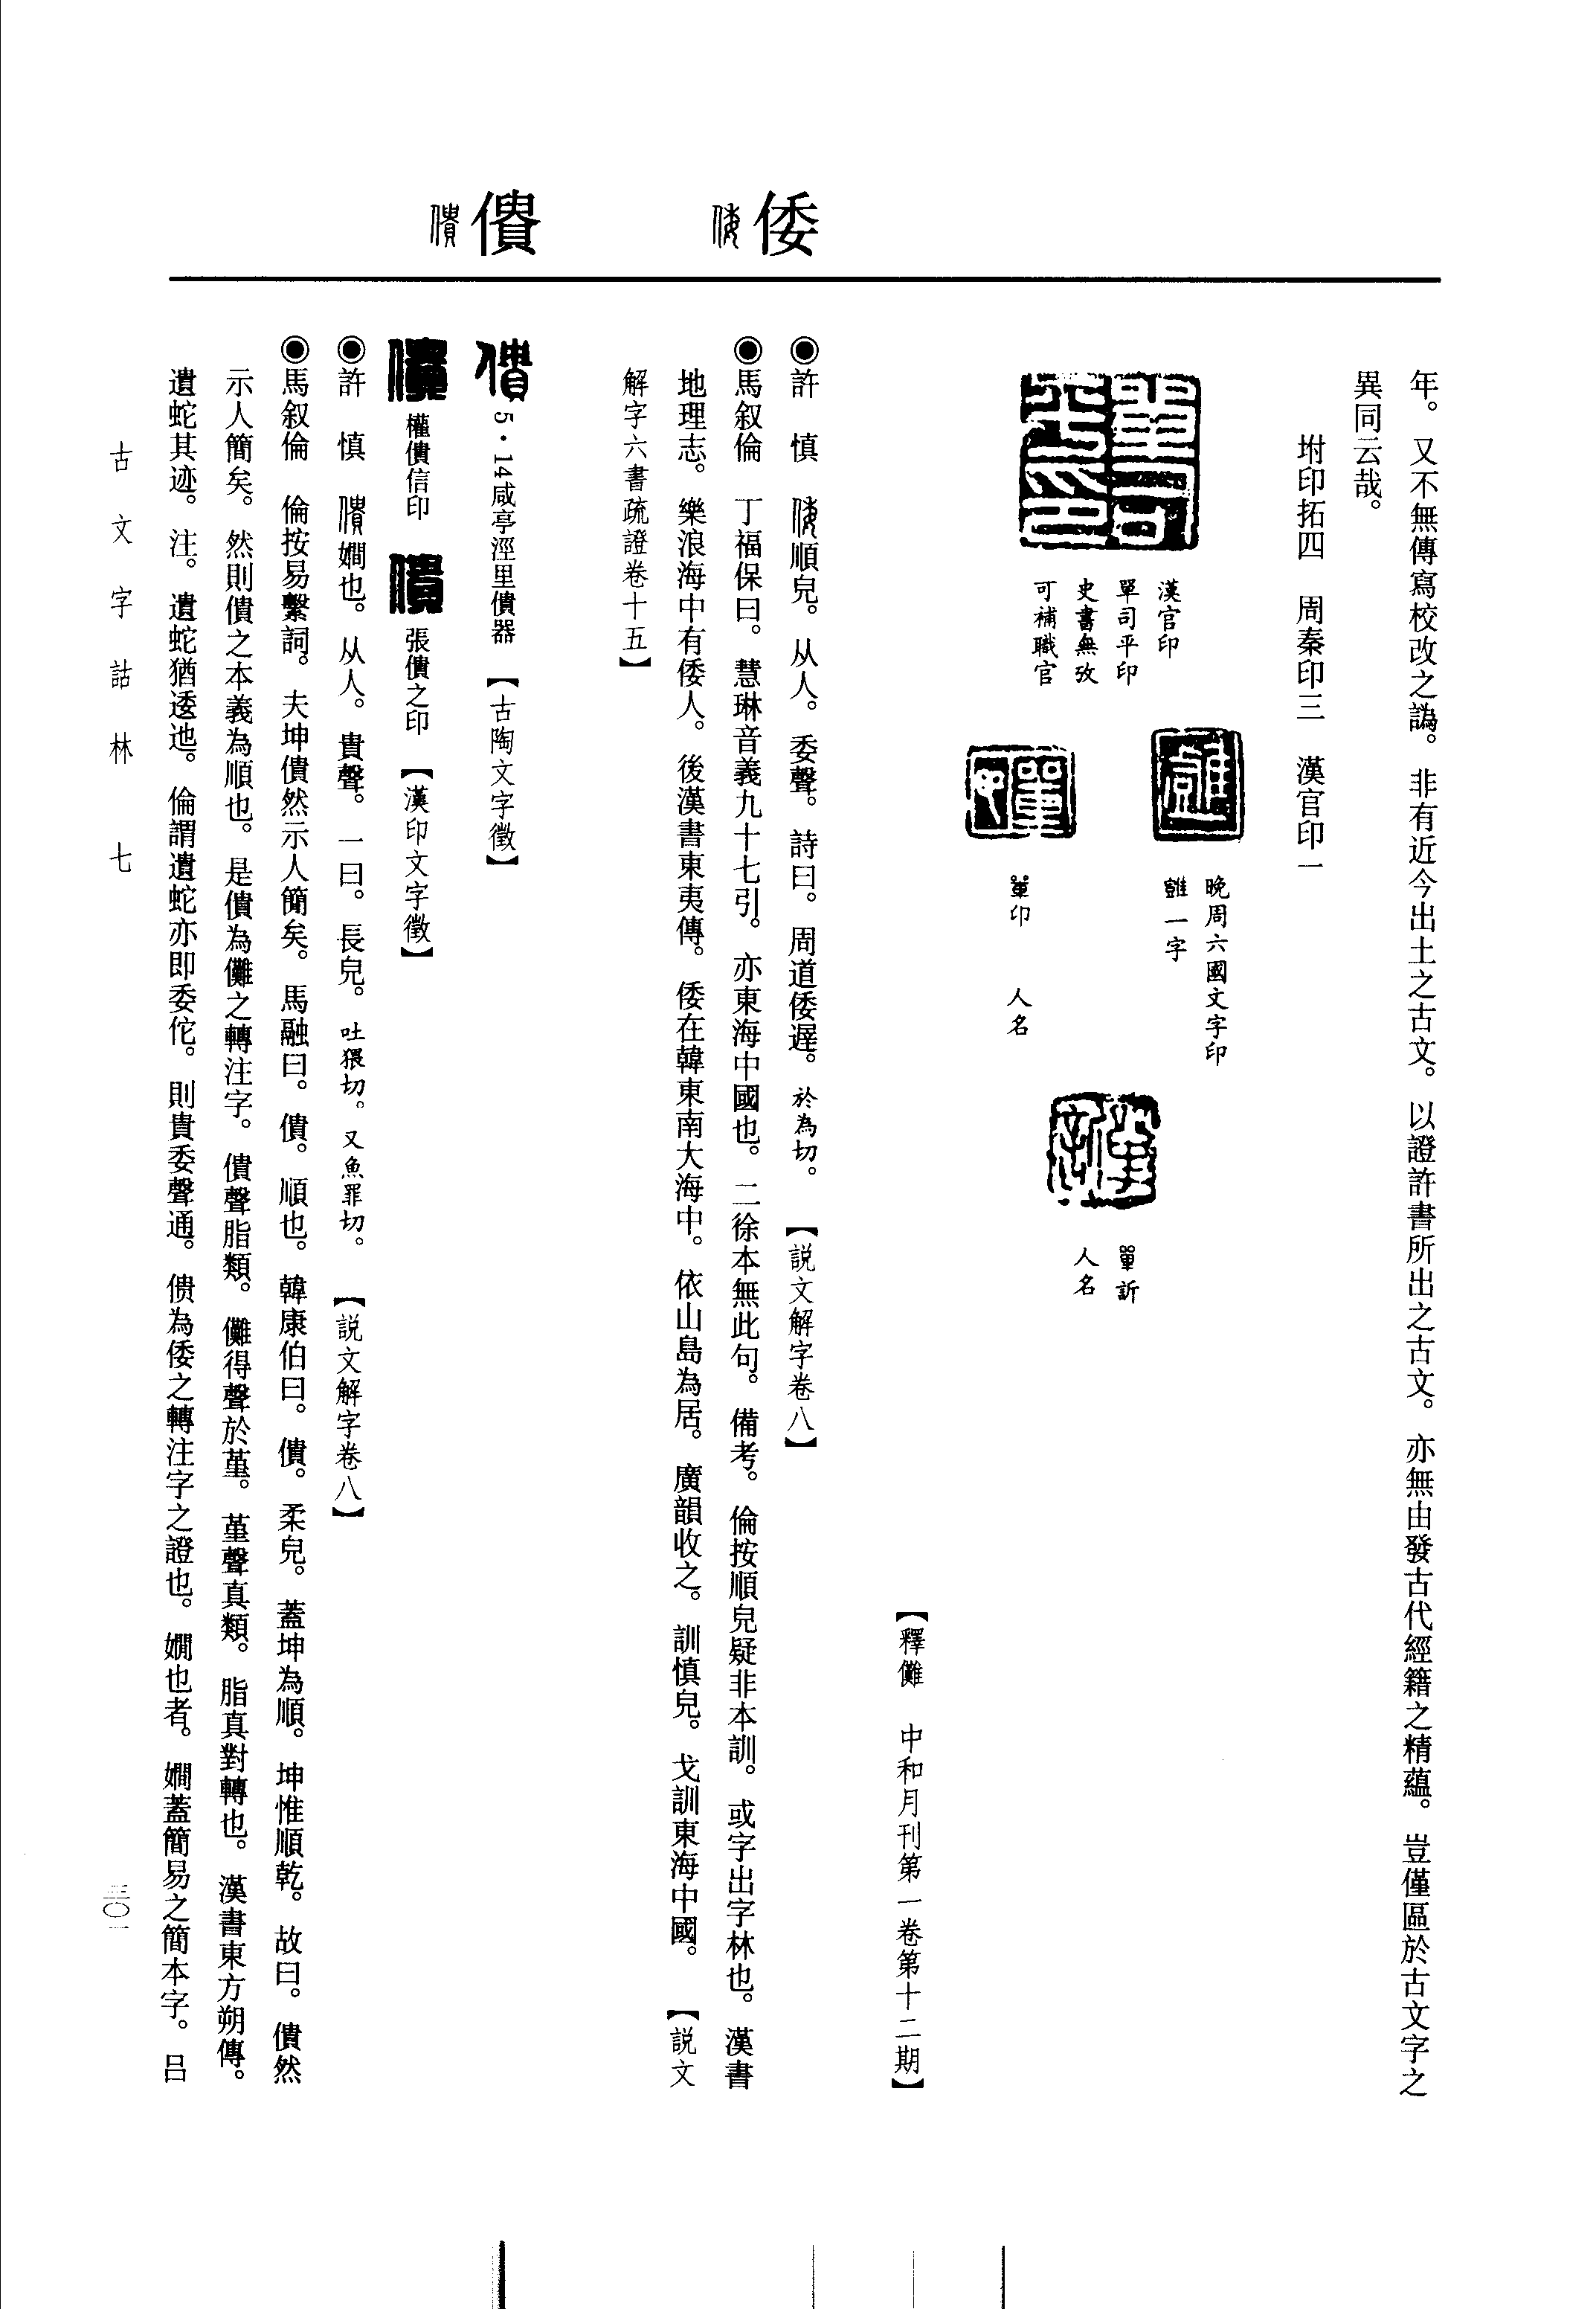 倭
僓
年。又不無傳寫校改之譌。非有近今出土之古文。以證許書所出之古文。亦無由發古代經籍之精蘊。豈僅區於古文字之
異同云哉。
坿印拓四　周秦印三　漢官印一
漢官印
單司平印
史書無攷
可補職官
晚周六國文字印
雔一字
單印　人名
單訢
人名
【釋儺　中和月刊第一卷第十二期】
◉許　慎　順皃。从人。委聲。詩曰。周道倭遟。於為切。【説文解字卷八】
◉馬叙倫　丁福保曰。慧琳音義九十七引。亦東海中國也。二徐本無此句。備考。倫按順皃疑非本訓。或字出字林也。漢書
地理志。樂浪海中有倭人。後漢書東夷傳。倭在韓東南大海中。依山島為居。廣韻收之。訓慎皃。戈訓東海中國。【説文
解字六書疏證卷十五】
5·14咸亭涇里僓器　【古陶文字徵】
權僓信印　張僓之印　【漢印文字徵】
◉許　慎　嫺也。从人。貴聲。一曰。長皃。吐猥切。又魚罪切。【説文解字卷八】
◉馬叙倫　倫按易繫詞。夫坤僓然示人簡矣。馬融曰。僓。順也。韓康伯曰。僓。柔皃。蓋坤為順。坤惟順乾。故曰。僓然
示人簡矣。然則僓之本義為順也。是僓為儺之轉注字。僓聲脂類。儺得聲於堇。堇聲真類。脂真對轉也。漢書東方朔傳。
遺蛇其迹。注。遺蛇猶逶迆。倫謂遺蛇亦即委佗。則貴委聲通。僓為倭之轉注字之證也。嫺也者。嫺蓋簡易之簡本字。呂
古文字詁林　七
三〇一